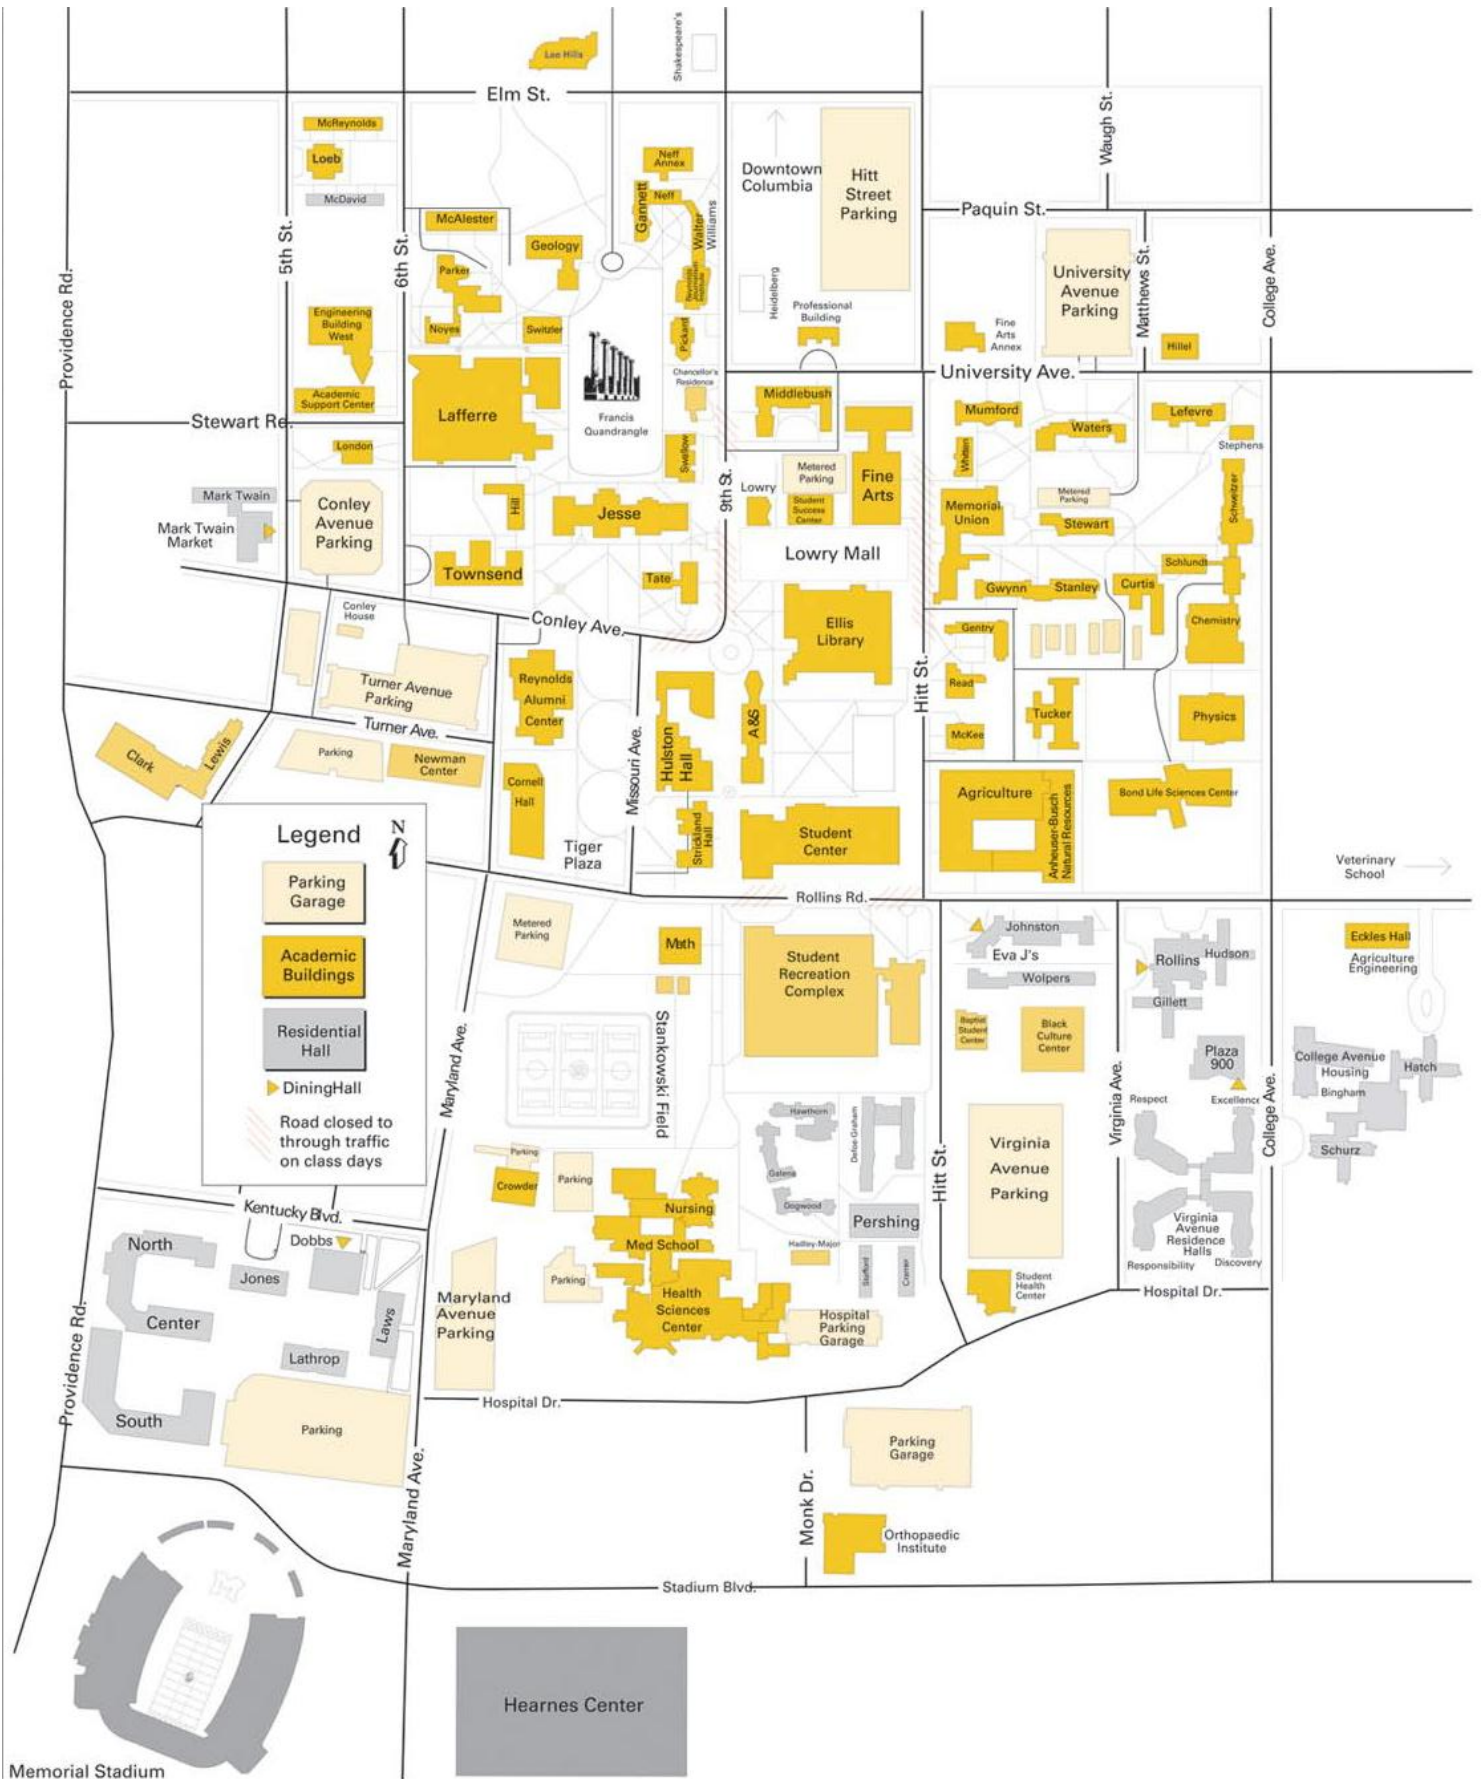 Lee Hills
Shakespeare's
Elm St.
McReynolds
Loeb
McDavid
5th St.
6th St.
Providence Rd.
McAlester
Geology
Parker
Noyes
Switzler
Neff
Annex
Neff
Gannett
Walter
Williams
Reynolds
Journalism
Institute
Pickard
Chancellor's
Residence
Downtown
Columbia
Hitt
Street
Parking
Heidelberg
Professional
Building
Waugh St.
Paquin St.
University
Avenue
Parking
Matthews St.
College Ave.
Fine
Arts
Annex
Hillel
University Ave.
Engineering
Building
West
Academic
Support Center
Stewart Rd.
London
Lafferre
Francis
Quandrangle
Swallow
Middlebush
Metered
Parking
Fine
Arts
Lowry
Student
Success
Center
9th St.
Lowry Mall
Mumford
Waters
Whitten
Lefevre
Stephens
Metered
Parking
Memorial
Union
Stewart
Schweitzer
Schlundt
Gwynn
Stanley
Curtis
Chemistry
Mark Twain
Mark Twain
Market
Conley
Avenue
Parking
Hill
Jesse
Townsend
Tate
Conley Ave.
Conley
House
Ellis
Library
Gentry
Hitt St.
Read
McKee
Tucker
Physics
Turner Avenue
Parking
Turner Ave.
Reynolds
Alumni
Center
Missouri Ave.
Hulston
Hall
A&S
Clark
Lewis
Parking
Newman
Center
Cornell
Hall
Tiger
Plaza
Strickland
Hall
Student
Center
Agriculture
Anheuser-Busch
Natural Resources
Bond Life Sciences Center
Veterinary
School
Rollins Rd.
Legend
N
Parking
Garage
Academic
Buildings
Residential
Hall
DiningHall
Road closed to
through traffic
on class days
Metered
Parking
Math
Student
Recreation
Complex
Johnston
Eva J's
Wolpers
Rollins
Hudson
Gillett
Eckles Hall
Agriculture
Engineering
Baptist
Student
Center
Black
Culture
Center
Plaza
900
College Avenue
Housing
Hatch
Bingham
Schurz
Maryland Ave.
Stankowski Field
Virginia Ave.
College Ave.
Respect
Excellence
Hawthorn
Defoe-Graham
Galena
Dogwood
Pershing
Hadley-Major
Stafford
Cramer
Hitt St.
Virginia
Avenue
Parking
Virginia
Avenue
Residence
Halls
Responsibility
Discovery
Parking
Crowder
Parking
Nursing
Med School
Parking
Health
Sciences
Center
Hospital
Parking
Garage
Student
Health
Center
Hospital Dr.
Kentucky Blvd.
North
Dobbs
Jones
Center
Laws
Lathrop
South
Parking
Maryland
Avenue
Parking
Providence Rd.
Hospital Dr.
Maryland Ave.
Monk Dr.
Parking
Garage
Orthopaedic
Institute
Stadium Blvd.
M
Hearnes Center
Memorial Stadium